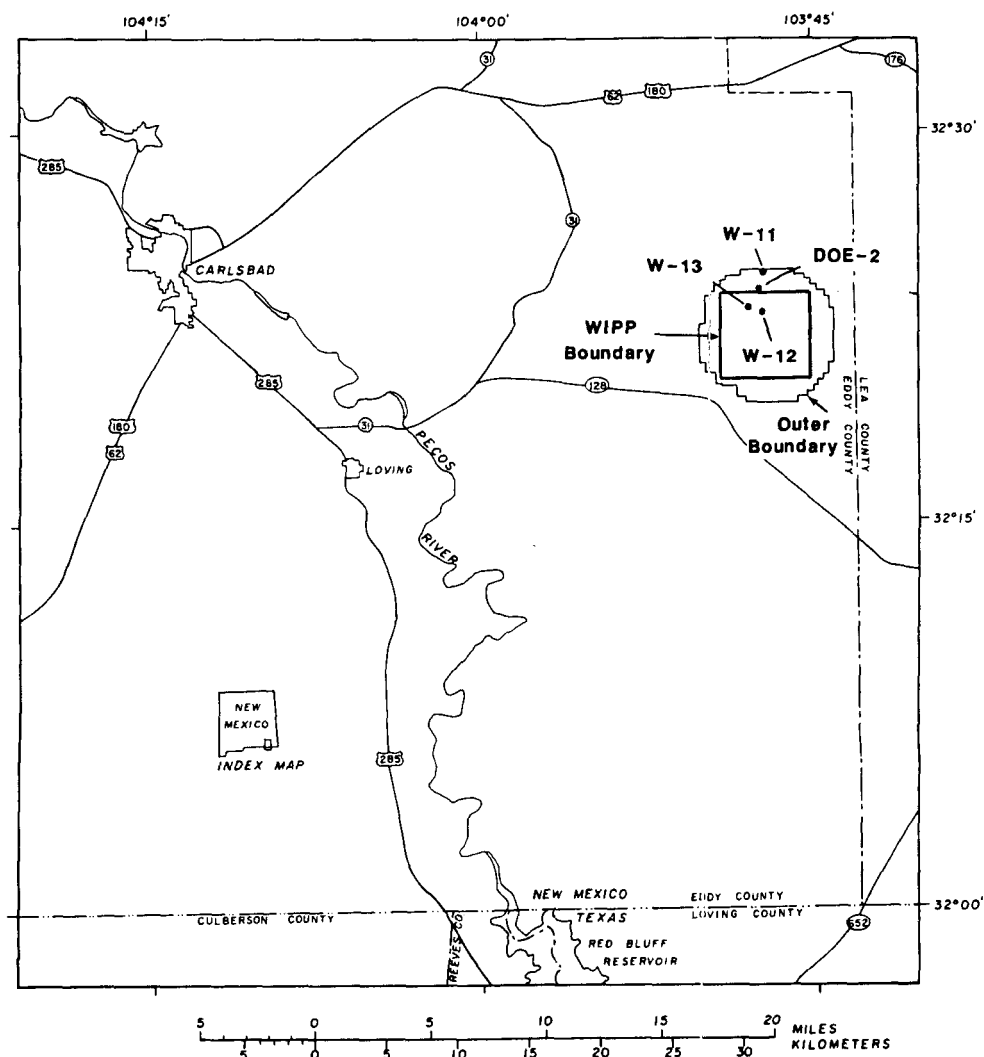 104°15'
104°00'
103°45'
31
176
62
180
32°30'
285
31
W-11
DOE-2
W-13
CARLSBAD
WIPP
Boundary
W-12
285
128
Outer
Boundary
LEA COUNTY
EDDY COUNTY
180
62
31
PECOS
LOVING
32°15'
RIVER
NEW
MEXICO
285
INDEX MAP
NEW MEXICO
EDDY COUNTY
CULBERSON COUNTY
TEXAS
LOVING COUNTY
32°00'
652
REEVES CO.
RED BLUFF
RESERVOIR
5 0 5 10 15 20 MILES
5 0 5 10 15 20 25 30 KILOMETERS